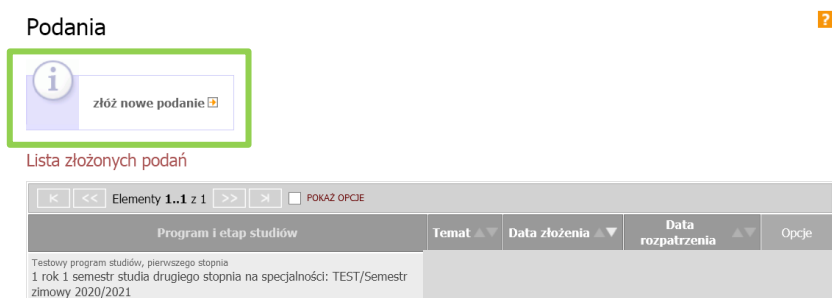 Podania
?
i
złóż nowe podanie
Lista złożonych podań
K << Elementy 1..1 z 1 >> >| POKAŻ OPCJE
Program i etap studiów Temat Data złożenia Data rozpatrzenia Opcje
Testowy program studiów, pierwszego stopnia
1 rok 1 semestr studia drugiego stopnia na specjalności: TEST/Semestr
zimowy 2020/2021